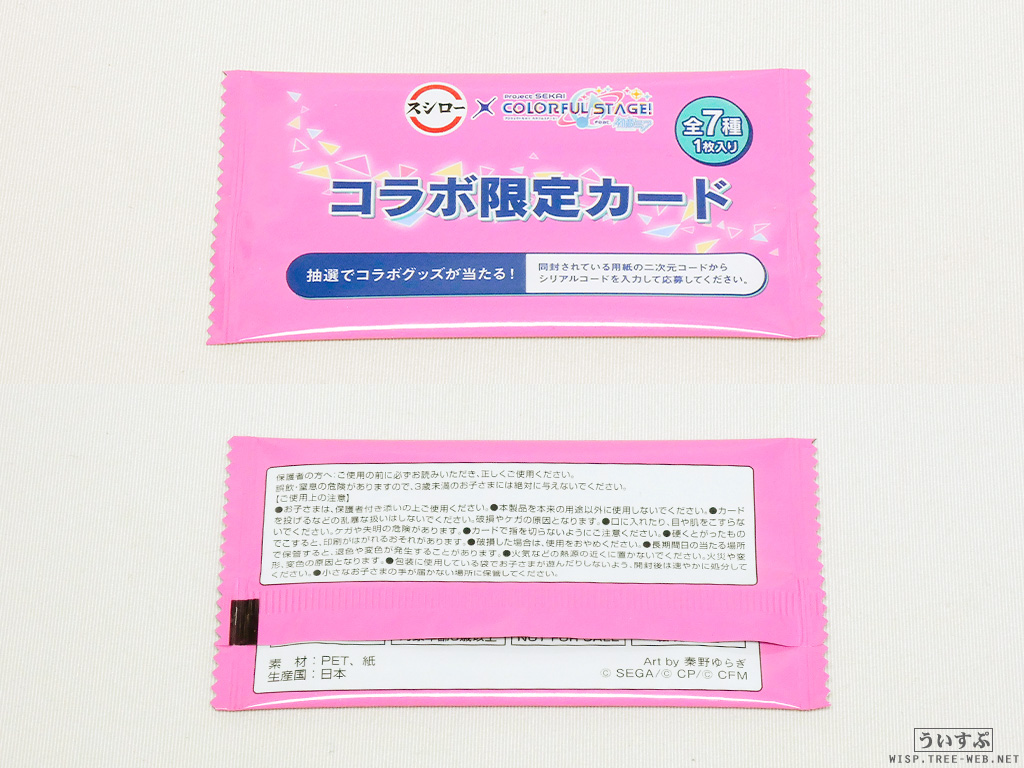 スシロー × Project SEKAI
COLORFUL STAGE!
feat. 初音ミク
全7種
1枚入り
コラボ限定カード
抽選でコラボグッズが当たる!
同封されている用紙の二次元コードから
シリアルコードを入力して応募してください。
保護者の方へ:ご使用の前に必ずお読みいただき、正しくご使用ください。
誤飲・窒息の危険がありますので、3歳未満のお子さまには絶対に与えないでください。
【ご使用上の注意】
●お子さまは、保護者付き添いの上ご使用ください。●本製品を本来の用途以外に使用しないでください。●カード
を投げるなどの乱暴な扱いはしないでください。破損やケガの原因となります。●口に入れたり、目や肌をこすらな
いでください。ケガや失明の危険があります。●カードで指を切らないようにご注意ください。●硬くとがったもの
でこすると、印刷がはがれるおそれがあります。●破損した場合は、使用をおやめください。●長期間日の当たる場所
で保管すると、退色や変色が発生することがあります。●火気などの熱源の近くに置かないでください。火災や変
形、変色の原因となります。●包装に使用している袋でお子さまが遊んだりしないよう、開封後は速やかに処分して
ください。●小さなお子さまの手が届かない場所に保管してください。
対象年齢3歳以上
NOT FOR SALE
素 材:PET、紙
生産国:日本
Art by 秦野ゆらぎ
© SEGA/© CP/© CFM
ういすぷ
WISP.TREE-WEB.NET